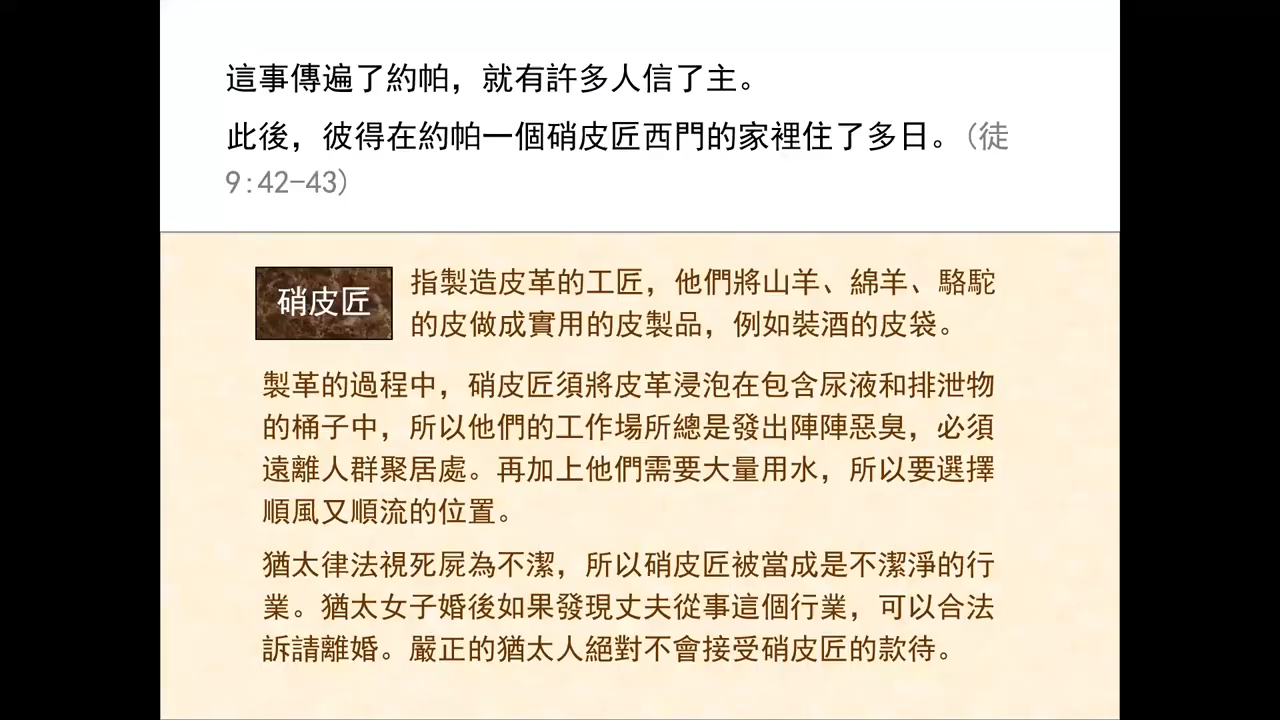 這事傳遍了約帕，就有許多人信了主。
此後，彼得在約帕一個硝皮匠西門的家裡住了多日。（徒
9:42-43）
硝皮匠
指製造皮革的工匠，他們將山羊、綿羊、駱駝
的皮做成實用的皮製品，例如裝酒的皮袋。
製革的過程中，硝皮匠須將皮革浸泡在包含尿液和排泄物
的桶子中，所以他們的工作場所總是發出陣陣惡臭，必須
遠離人群聚居處。再加上他們需要大量用水，所以要選擇
順風又順流的位置。
猶太律法視死屍為不潔，所以硝皮匠被當成是不潔淨的行
業。猶太女子婚後如果發現丈夫從事這個行業，可以合法
訴請離婚。嚴正的猶太人絕對不會接受硝皮匠的款待。